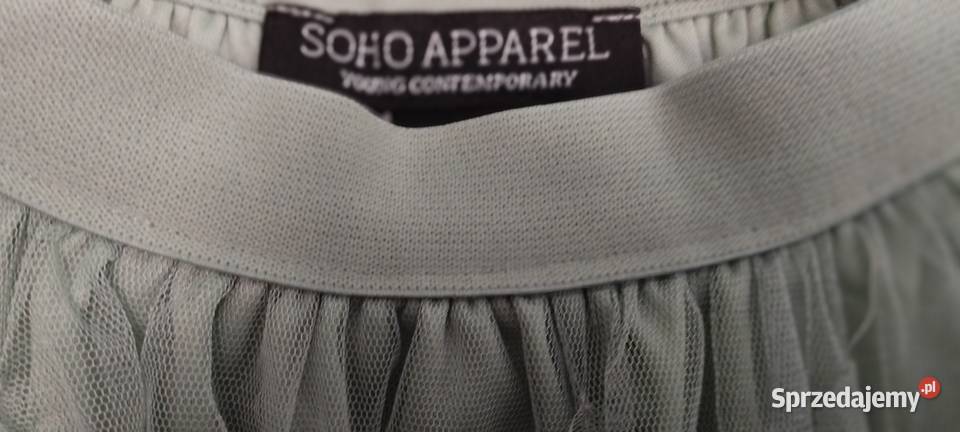 SOHO APPAREL
YOUNG CONTEMPORARY
Sprzedajemy.pl